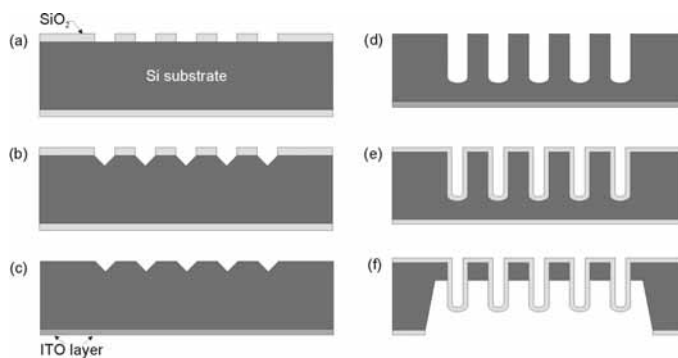 SiO₂
(a)
Si substrate
(b)
(c)
ITO layer
(d)
(e)
(f)